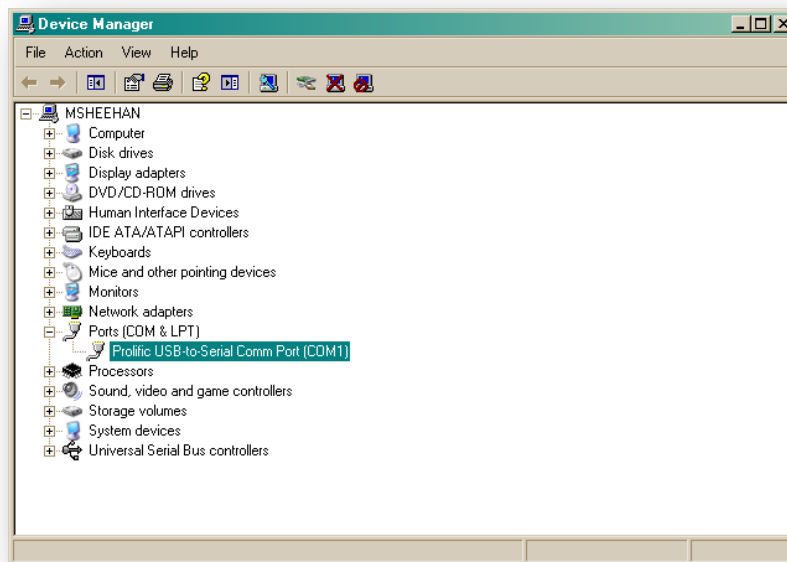 Device Manager
File Action View Help
MSHEEHAN
Computer
Disk drives
Display adapters
DVD/CD-ROM drives
Human Interface Devices
IDE ATA/ATAPI controllers
Keyboards
Mice and other pointing devices
Monitors
Network adapters
Ports (COM & LPT)
Prolific USB-to-Serial Comm Port (COM1)
Processors
Sound, video and game controllers
Storage volumes
System devices
Universal Serial Bus controllers